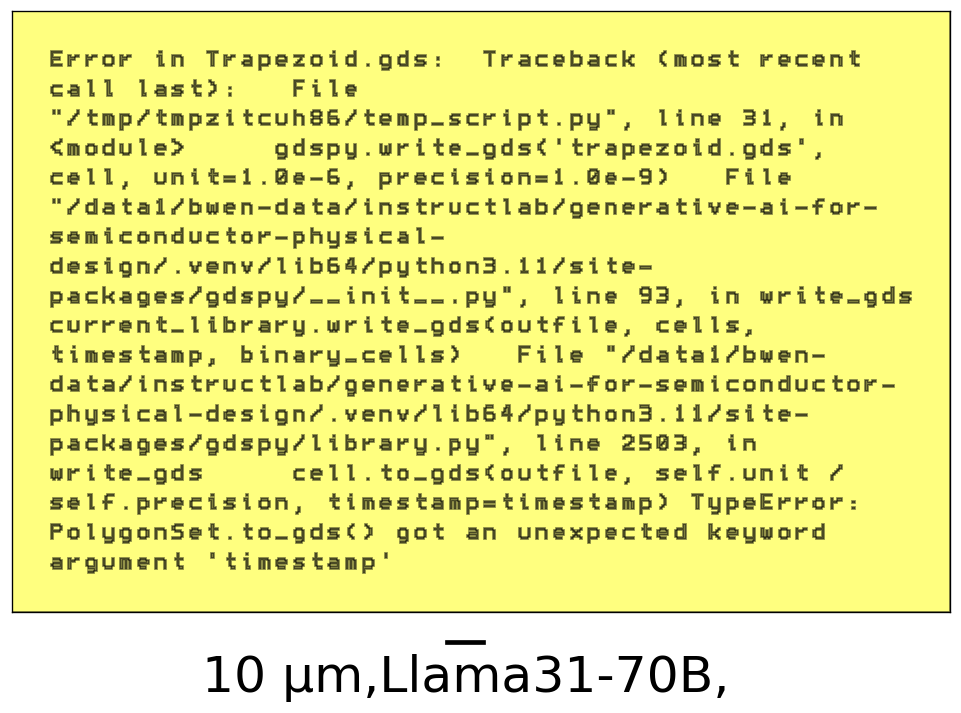 Error in Trapezoid.gds:  Traceback (most recent
call last):   File
"/tmp/tmpzitcuh86/temp_script.py", line 31, in
<module>     gdspy.write_gds('trapezoid.gds',
cell, unit=1.0e-6, precision=1.0e-9)   File
"/data1/bwen-data/instructlab/generative-ai-for-
semiconductor-physical-
design/.venv/lib64/python3.11/site-
packages/gdspy/__init__.py", line 93, in write_gds
current_library.write_gds(outfile, cells,
timestamp, binary_cells)   File "/data1/bwen-
data/instructlab/generative-ai-for-semiconductor-
physical-design/.venv/lib64/python3.11/site-
packages/gdspy/library.py", line 2503, in
write_gds     cell.to_gds(outfile, self.unit /
self.precision, timestamp=timestamp) TypeError:
PolygonSet.to_gds() got an unexpected keyword
argument 'timestamp'
10 μm,Llama31-70B,